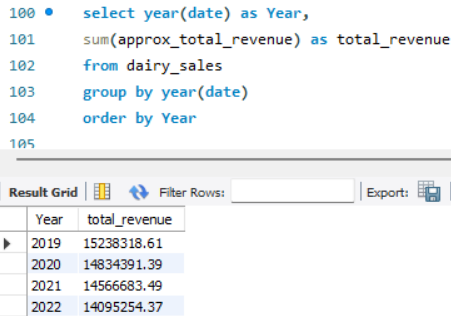 100 select year(date) as Year,
101 sum(approx_total_revenue) as total_revenue
102 from dairy_sales
103 group by year(date)
104 order by Year
105
Result Grid Filter Rows: Export:
Year total_revenue
2019 15238318.61
2020 14834391.39
2021 14566683.49
2022 14095254.37